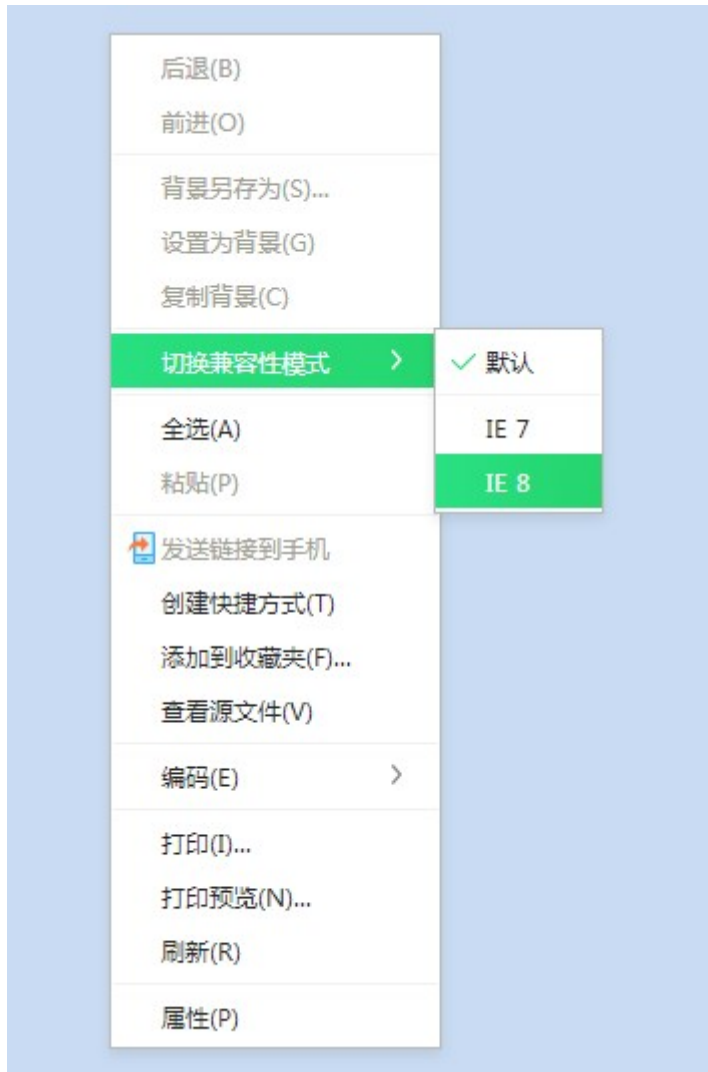 后退(B)
前进(O)
背景另存为(S)...
设置为背景(G)
复制背景(C)
切换兼容性模式
默认
全选(A)
IE 7
粘贴(P)
IE 8
发送链接到手机
创建快捷方式(T)
添加到收藏夹(F)...
查看源文件(V)
编码(E)
打印(I)...
打印预览(N)...
刷新(R)
属性(P)